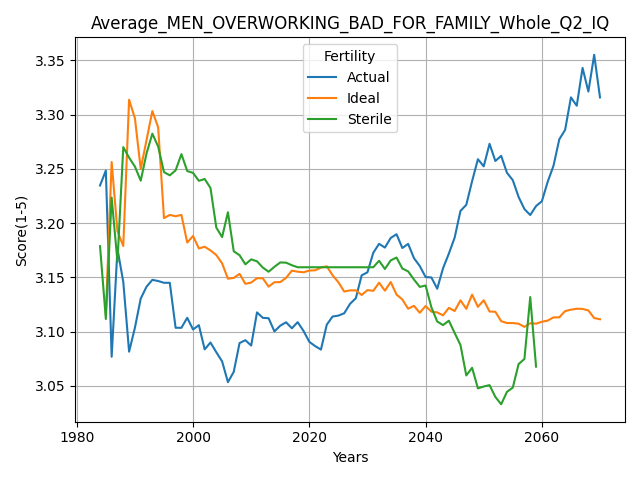 Average_MEN_OVERWORKING_BAD_FOR_FAMILY_Whole_Q2_IQ
Fertility
Actual
Ideal
Sterile
Score(1-5)
3.35
3.30
3.25
3.20
3.15
3.10
3.05
1980
2000
2020
2040
2060
Years